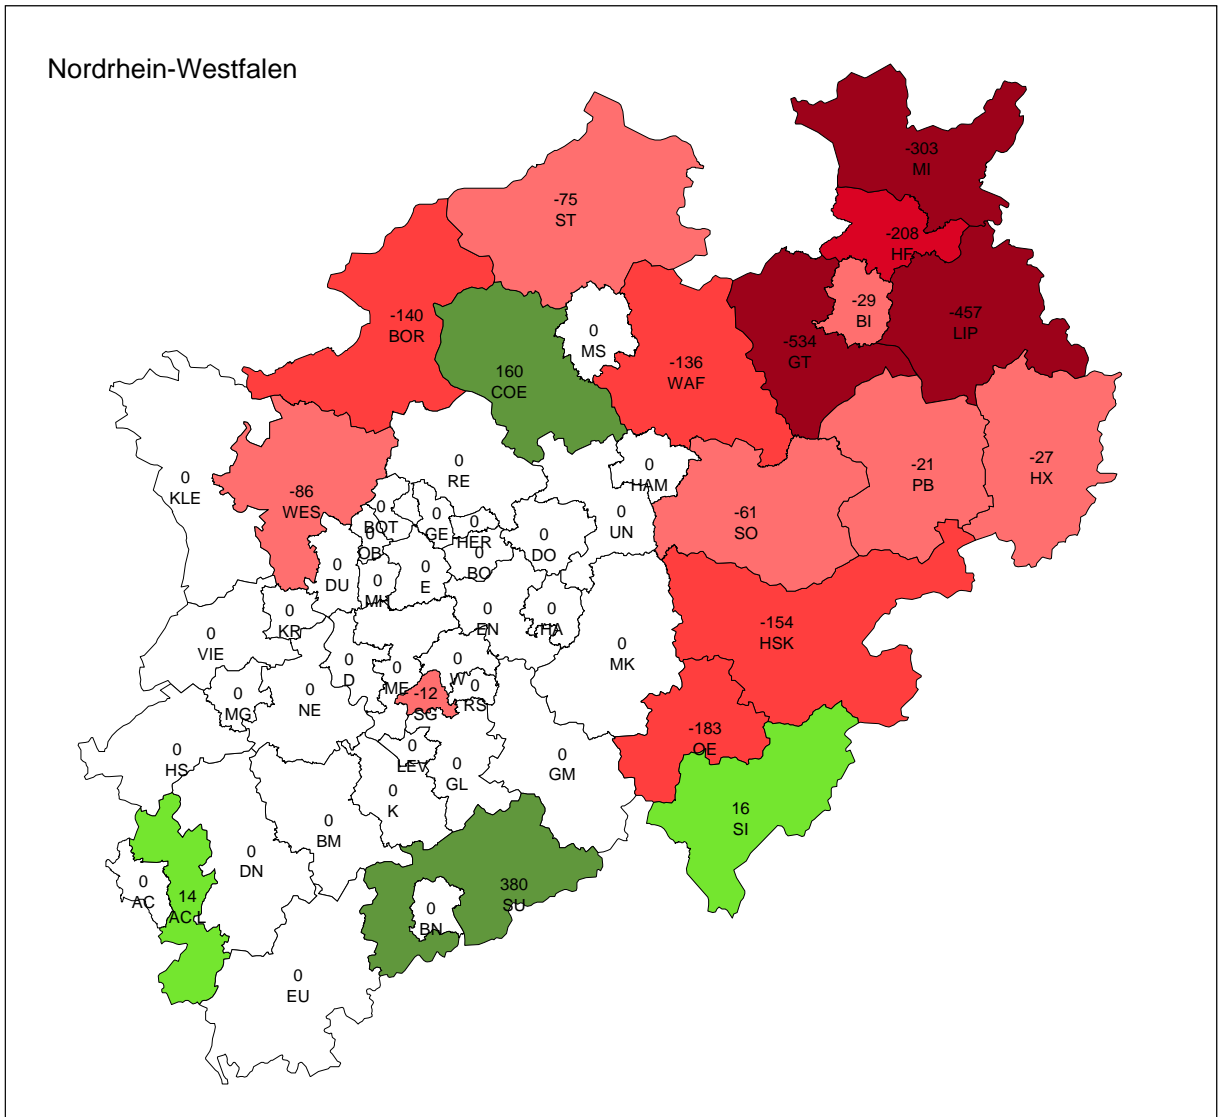 Nordrhein-Westfalen
-303
MI
-75
ST
-208
HF
-29
BI
-457
LIP
-140
BOR
0
MS
-534
GT
-136
WAF
160
COE
0
KLE
-86
WES
0
RE
0
HAM
-21
PB
-27
HX
-61
SO
0
BOT
0
GE
0
HER
0
UN
0
OB
0
DO
0
BO
0
DU
0
MH
0
E
0
KR
0
EN
0
HA
0
VIE
0
MK
-154
HSK
0
D
0
ME
0
W
0
RS
-12
SG
0
MG
0
NE
-183
OE
0
HS
0
LEV
0
GL
0
GM
0
K
16
SI
0
BM
0
DN
0
AC
14
AC-L
380
SU
0
BN
0
EU